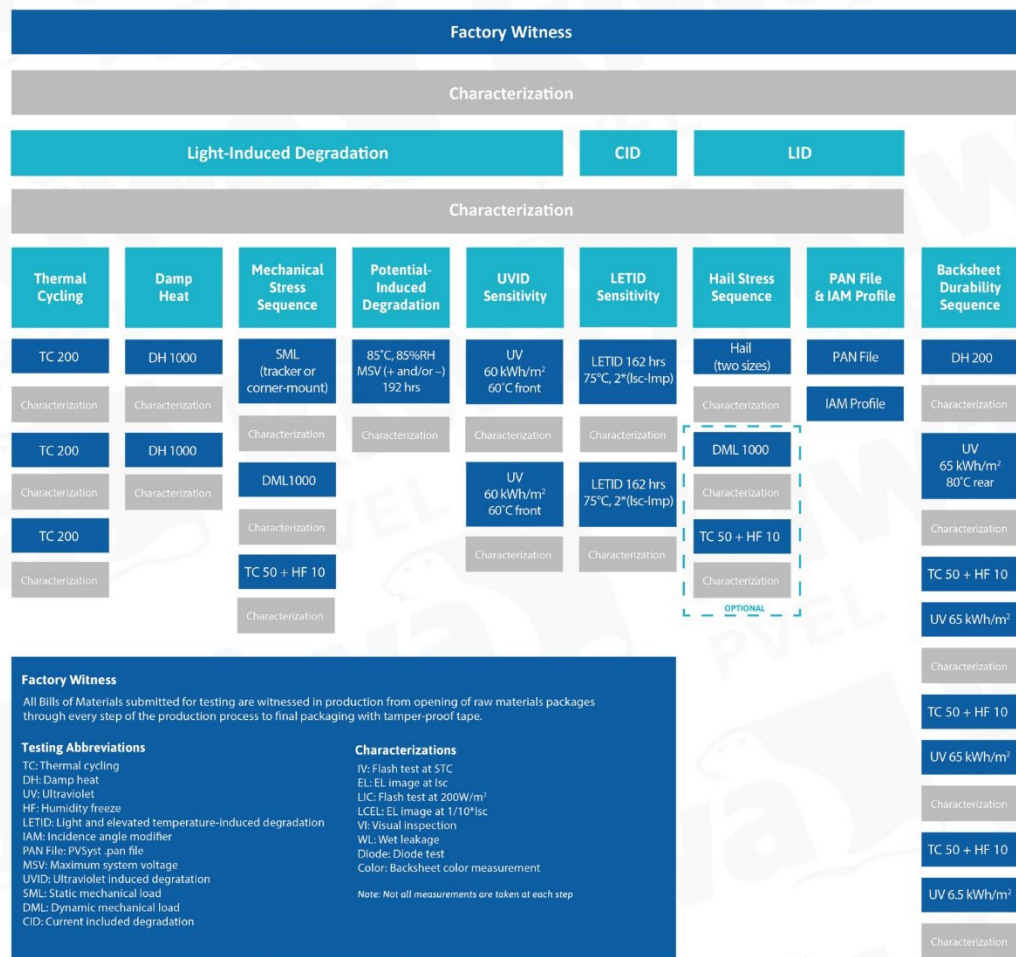 Factory Witness
Characterization
Light-Induced Degradation
CID
LID
Characterization
Thermal
Cycling
TC 200
Characterization
TC 200
Characterization
TC 200
Characterization
Damp
Heat
DH 1000
Characterization
DH 1000
Characterization
Mechanical
Stress
Sequence
SML
(tracker or
corner-mount)
Characterization
DML1000
Characterization
TC 50 + HF 10
Characterization
Potential-
Induced
Degradation
85˚C, 85%RH
MSV (+ and/or –)
192 hrs
Characterization
UVID
Sensitivity
UV
60 kWh/m²
60˚C front
Characterization
UV
60 kWh/m²
60˚C front
Characterization
LETID
Sensitivity
LETID 162 hrs
75°C, 2*(Isc-Imp)
Characterization
LETID 162 hrs
75°C, 2*(Isc-Imp)
Characterization
Hail Stress
Sequence
Hail
(two sizes)
Characterization
DML 1000
Characterization
TC 50 + HF 10
Characterization
OPTIONAL
PAN File
& IAM Profile
PAN File
IAM Profile
Backsheet
Durability
Sequence
DH 200
Characterization
UV
65 kWh/m²
80˚C rear
Characterization
TC 50 + HF 10
UV 65 kWh/m²
Characterization
TC 50 + HF 10
UV 65 kWh/m²
Characterization
TC 50 + HF 10
UV 6.5 kWh/m²
Characterization
Factory Witness
All Bills of Materials submitted for testing are witnessed in production from opening of raw materials packages
through every step of the production process to final packaging with tamper-proof tape.
Testing Abbreviations
TC: Thermal cycling
DH: Damp heat
UV: Ultraviolet
HF: Humidity freeze
LETID: Light and elevated temperature-induced degradation
IAM: Incidence angle modifier
PAN File: PVSyst .pan file
MSV: Maximum system voltage
UVID: Ultraviolet induced degratation
SML: Static mechanical load
DML: Dynamic mechanical load
CID: Current included degradation
Characterizations
IV: Flash test at STC
EL: EL image at Isc
LIC: Flash test at 200W/m²
LCEL: EL image at 1/10*Isc
VI: Visual inspection
WL: Wet leakage
Diode: Diode test
Color: Backsheet color measurement
Note: Not all measurements are taken at each step
PVEL